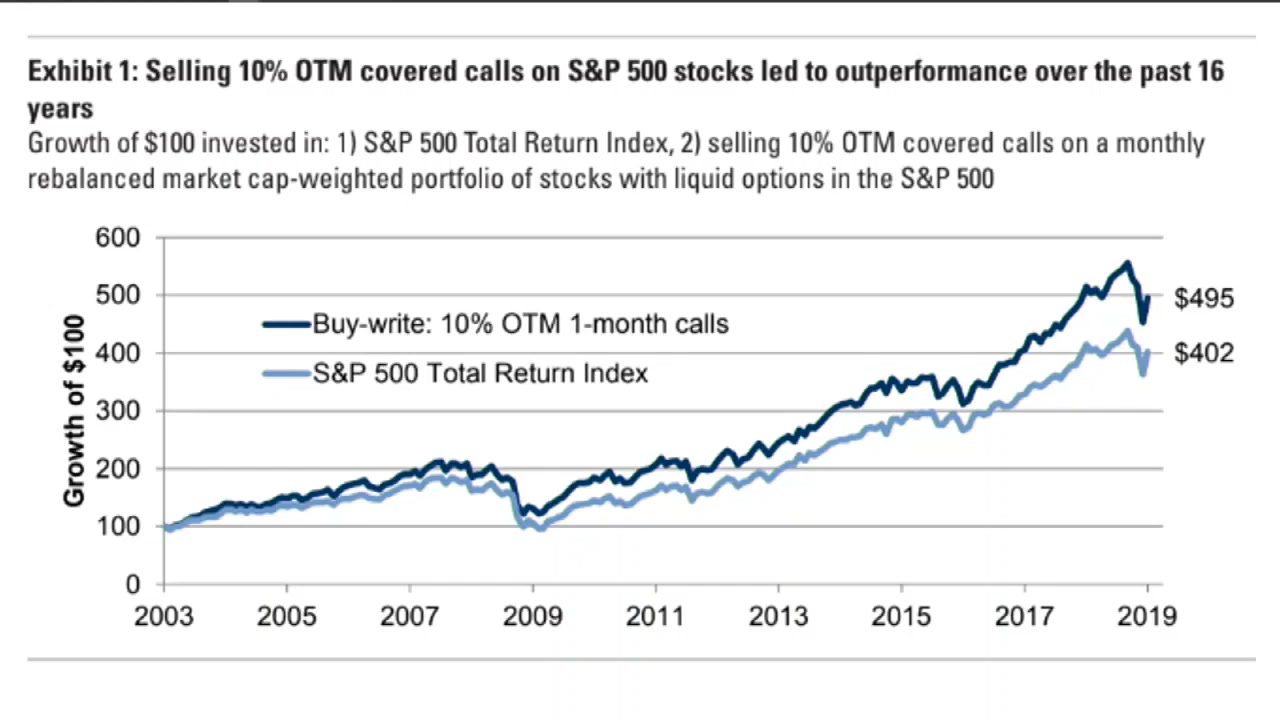 Exhibit 1: Selling 10% OTM covered calls on S&P 500 stocks led to outperformance over the past 16
years
Growth of $100 invested in: 1) S&P 500 Total Return Index, 2) selling 10% OTM covered calls on a monthly
rebalanced market cap-weighted portfolio of stocks with liquid options in the S&P 500
Growth of $100
600
500
400
300
200
100
0
Buy-write: 10% OTM 1-month calls
S&P 500 Total Return Index
$495
$402
2003 2005 2007 2009 2011 2013 2015 2017 2019